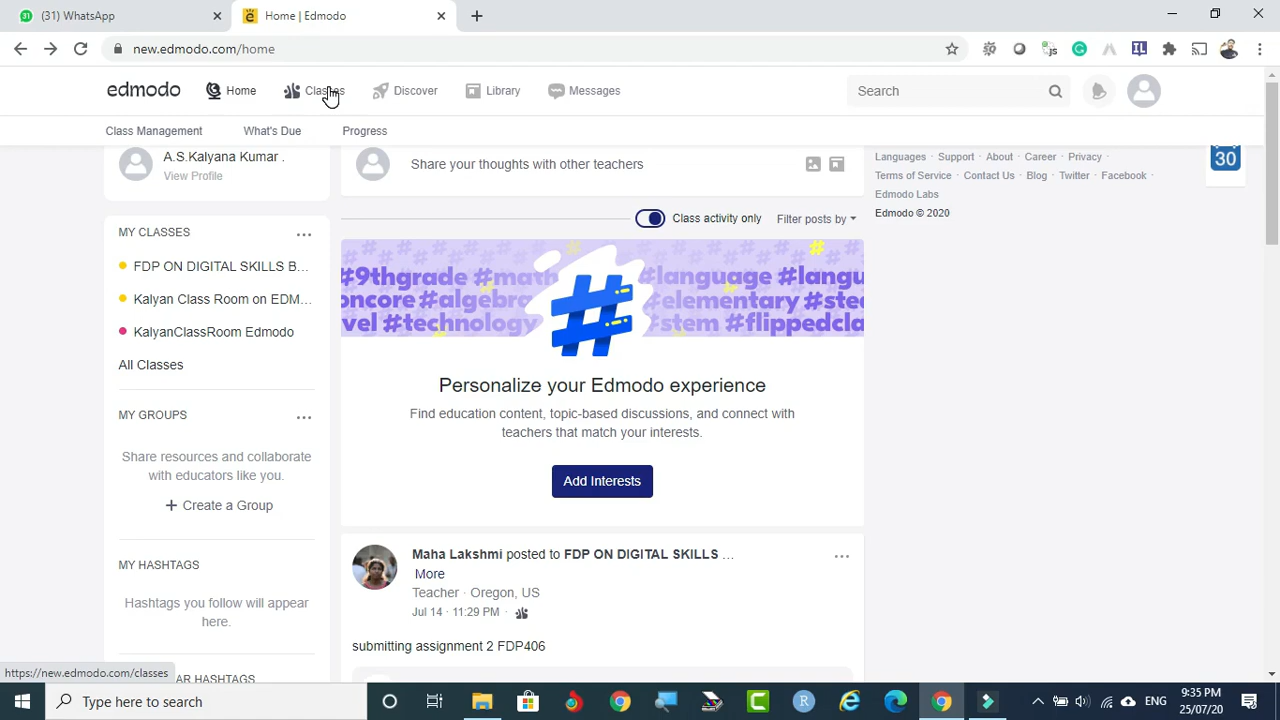 (31) WhatsApp
Home | Edmodo
new.edmodo.com/home
edmodo
Home
Classes
Discover
Library
Messages
Search
Class Management
What's Due
Progress
A.S.Kalyana Kumar .
View Profile
Share your thoughts with other teachers
Languages · Support · About · Career · Privacy ·
Terms of Service · Contact Us · Blog · Twitter · Facebook ·
Edmodo Labs
Edmodo © 2020
30
Class activity only
Filter posts by
MY CLASSES
FDP ON DIGITAL SKILLS B...
Kalyan Class Room on EDM...
KalyanClassRoom Edmodo
All Classes
#9thgrade #math #language #langu
oncore #algebra #elementary #ste
vel #technology #stem #flippedcla
Personalize your Edmodo experience
Find education content, topic-based discussions, and connect with
teachers that match your interests.
Add Interests
MY GROUPS
Share resources and collaborate
with educators like you.
+ Create a Group
MY HASHTAGS
Hashtags you follow will appear
here.
AR HASHTAGS
Maha Lakshmi posted to FDP ON DIGITAL SKILLS ...
More
Teacher · Oregon, US
Jul 14 · 11:29 PM ·
submitting assignment 2 FDP406
https://new.edmodo.com/classes
Type here to search
ENG
9:35 PM
25/07/20